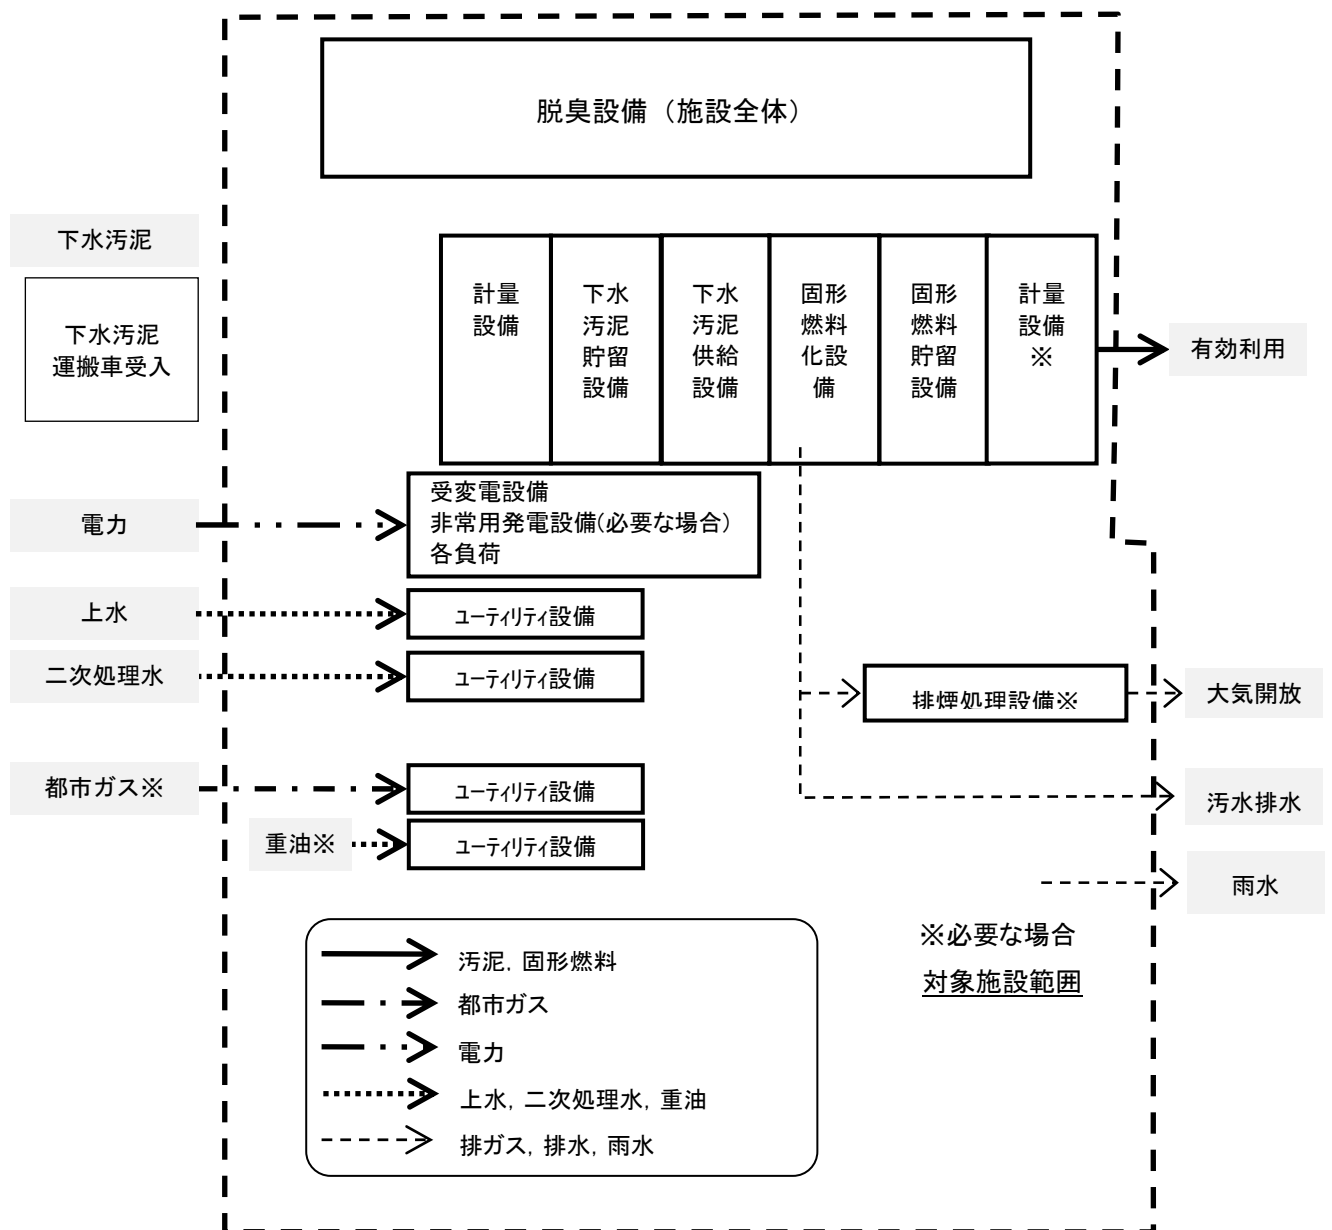 脱臭設備（施設全体）
下水汚泥
下水汚泥
運搬車受入
計量
設備
下水
汚泥
貯留
設備
下水
汚泥
供給
設備
固形
燃料
化設
備
固形
燃料
貯留
設備
計量
設備
※
有効利用
電力
受変電設備
非常用発電設備(必要な場合)
各負荷
上水
ﾕｰﾃｨﾘﾃｨ設備
二次処理水
ﾕｰﾃｨﾘﾃｨ設備
排煙処理設備※
大気開放
都市ガス※
ﾕｰﾃｨﾘﾃｨ設備
汚水排水
重油※
ﾕｰﾃｨﾘﾃｨ設備
雨水
※必要な場合
対象施設範囲
汚泥，固形燃料
都市ガス
電力
上水，二次処理水，重油
排ガス，排水，雨水